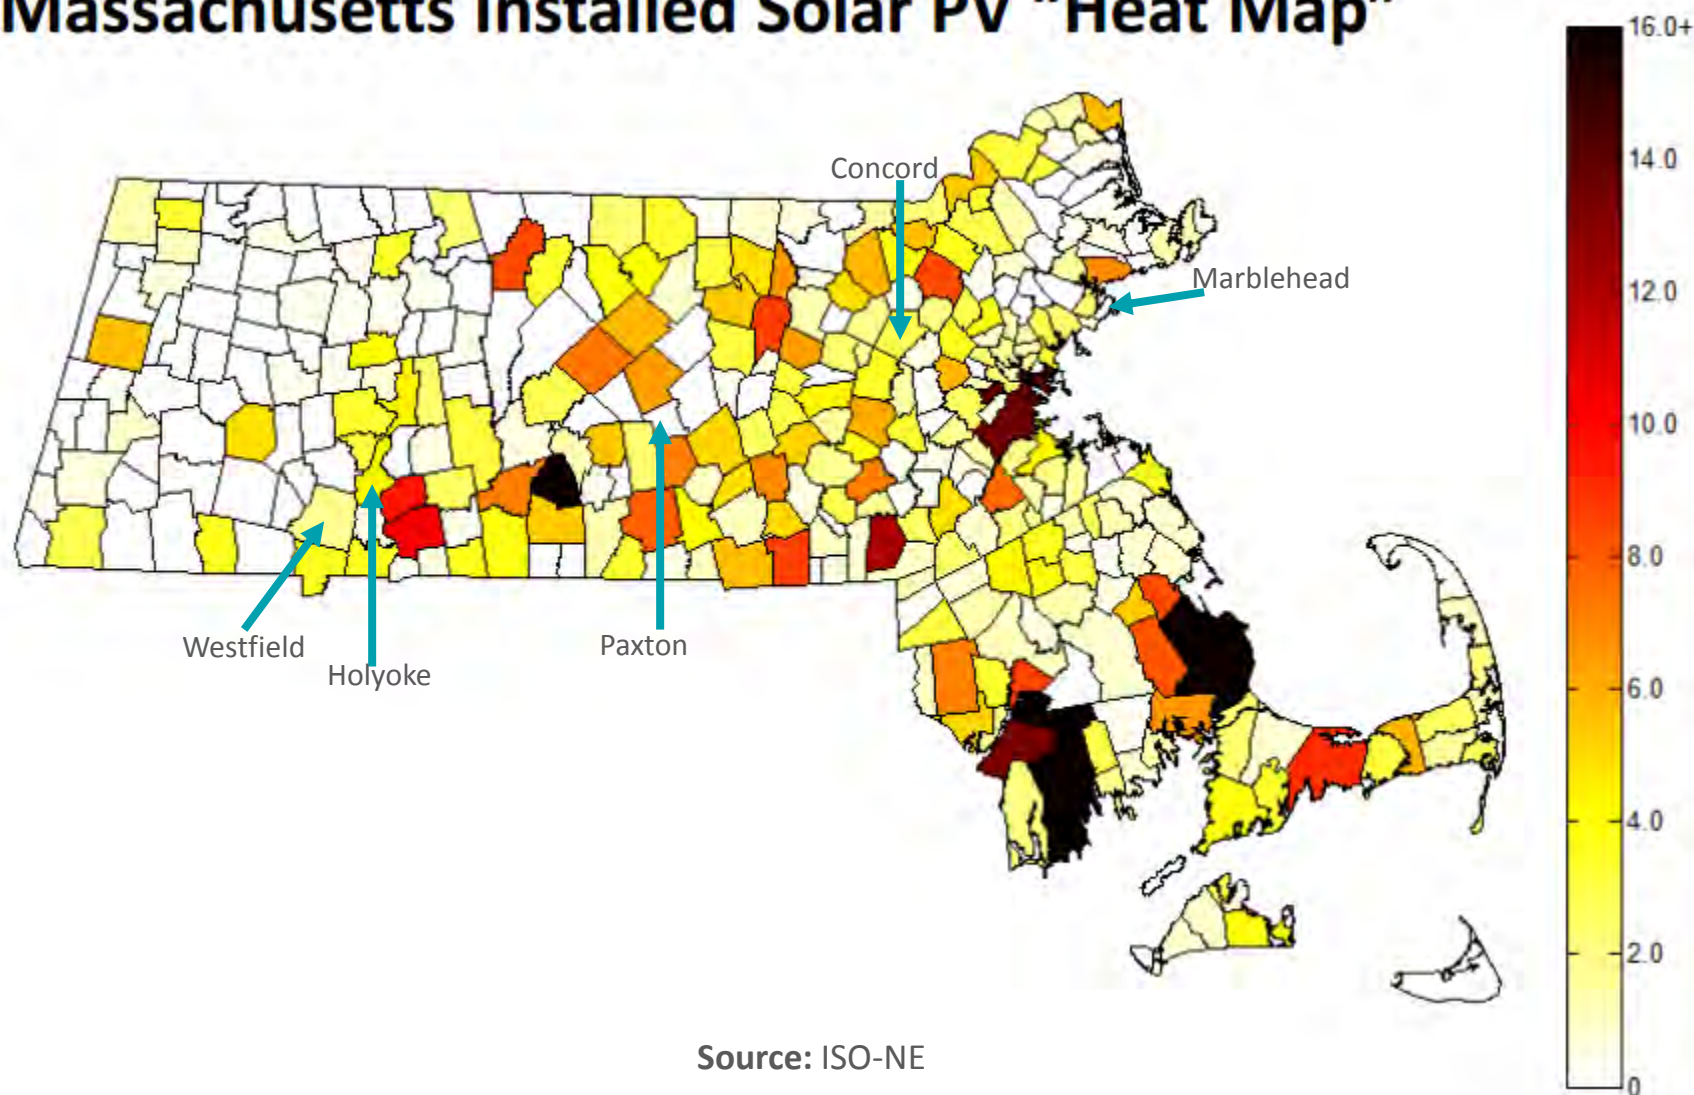 Massachusetts Installed Solar PV "Heat Map"
16.0+
Concord
14.0
Marblehead
12.0
10.0
8.0
Westfield
Paxton
Holyoke
6.0
4.0
2.0
Source: ISO-NE
0